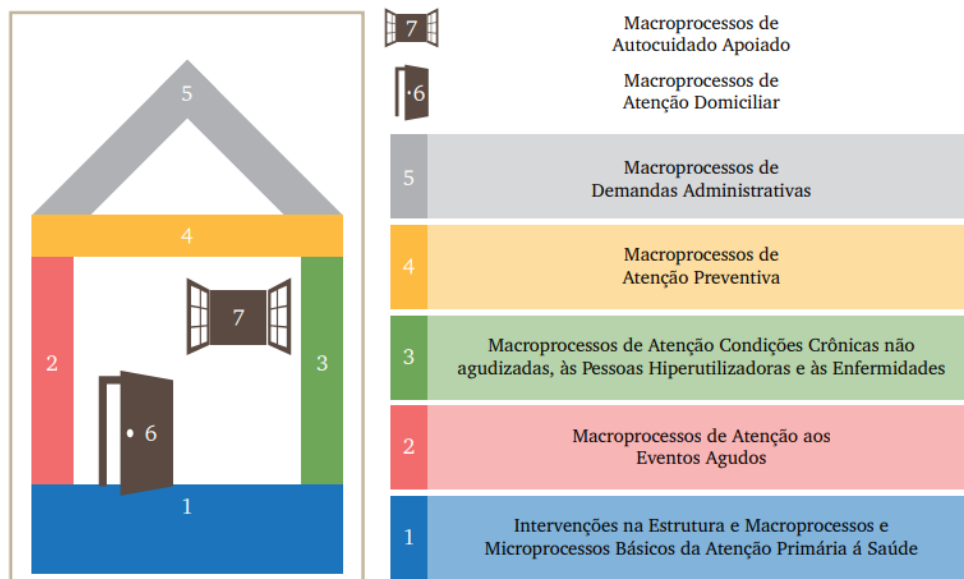 5
4
7
2
3
6
1
7
Macroprocessos de
Autocuidado Apoiado
6
Macroprocessos de
Atenção Domiciliar
5
Macroprocessos de
Demandas Administrativas
4
Macroprocessos de
Atenção Preventiva
3
Macroprocessos de Atenção Condições Crônicas não
agudizadas, às Pessoas Hiperutilizadoras e às Enfermidades
2
Macroprocessos de Atenção aos
Eventos Agudos
1
Intervenções na Estrutura e Macroprocessos e
Microprocessos Básicos da Atenção Primária á Saúde